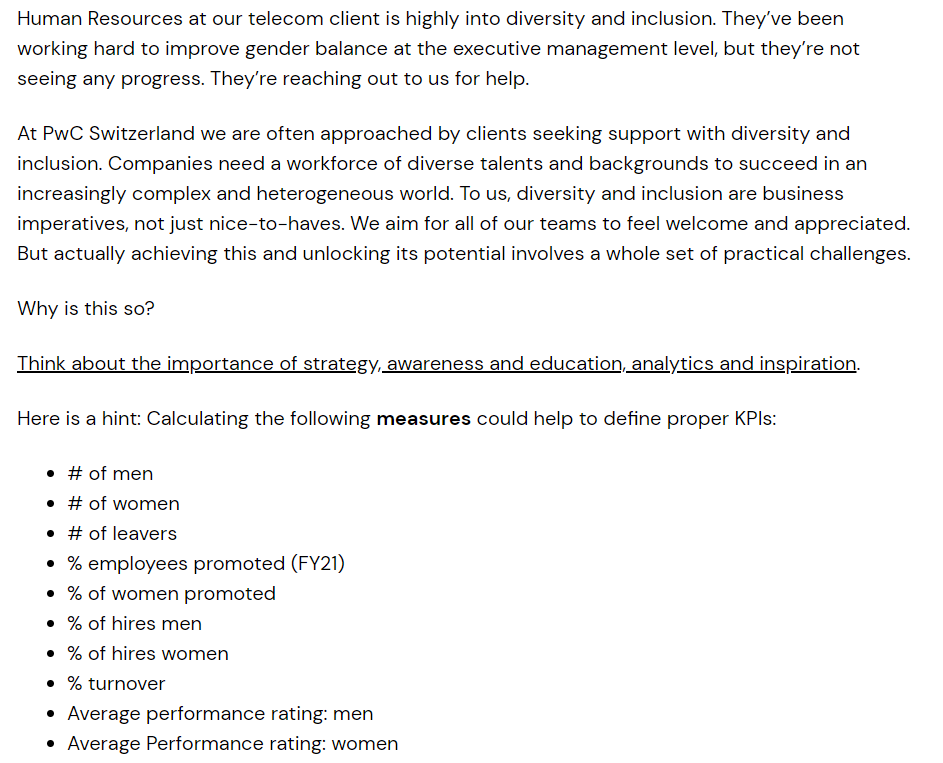 Human Resources at our telecom client is highly into diversity and inclusion. They’ve been
working hard to improve gender balance at the executive management level, but they’re not
seeing any progress. They’re reaching out to us for help.
At PwC Switzerland we are often approached by clients seeking support with diversity and
inclusion. Companies need a workforce of diverse talents and backgrounds to succeed in an
increasingly complex and heterogeneous world. To us, diversity and inclusion are business
imperatives, not just nice-to-haves. We aim for all of our teams to feel welcome and appreciated.
But actually achieving this and unlocking its potential involves a whole set of practical challenges.
Why is this so?
Think about the importance of strategy, awareness and education, analytics and inspiration.
Here is a hint: Calculating the following measures could help to define proper KPIs:
• # of men
• # of women
• # of leavers
• % employees promoted (FY21)
• % of women promoted
• % of hires men
• % of hires women
• % turnover
• Average performance rating: men
• Average Performance rating: women